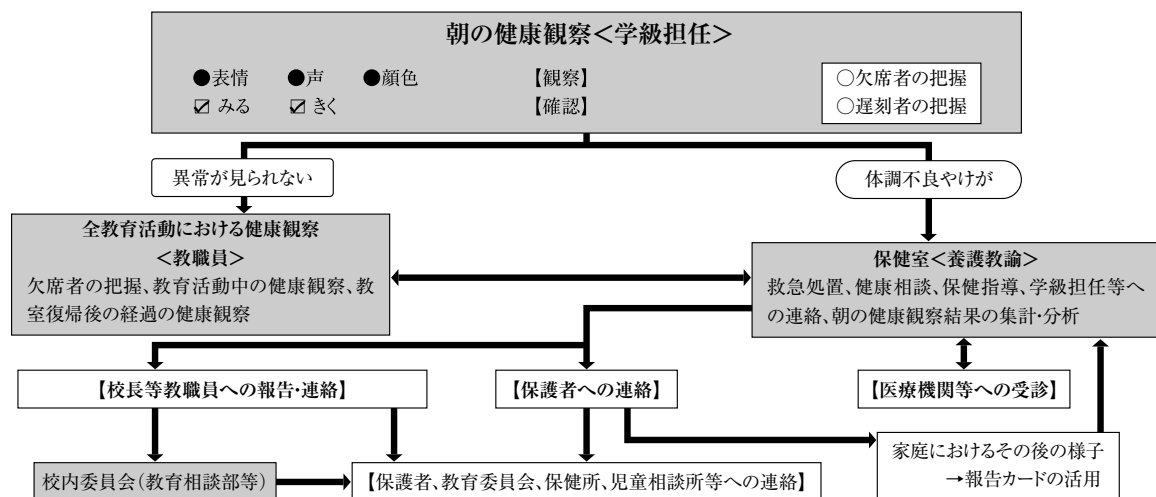 朝の健康観察＜学級担任＞
●表情 ●声 ●顔色 【観察】 ○欠席者の把握
☑ みる ☑ きく 【確認】 ○遅刻者の把握
異常が見られない
体調不良やけが
全教育活動における健康観察
＜教職員＞
欠席者の把握、教育活動中の健康観察、教
室復帰後の経過の健康観察
保健室＜養護教諭＞
救急処置、健康相談、保健指導、学級担任等へ
の連絡、朝の健康観察結果の集計・分析
【校長等教職員への報告・連絡】
【保護者への連絡】
【医療機関等への受診】
校内委員会（教育相談部等）
【保護者、教育委員会、保健所、児童相談所等への連絡】
家庭におけるその後の様子
→報告カードの活用